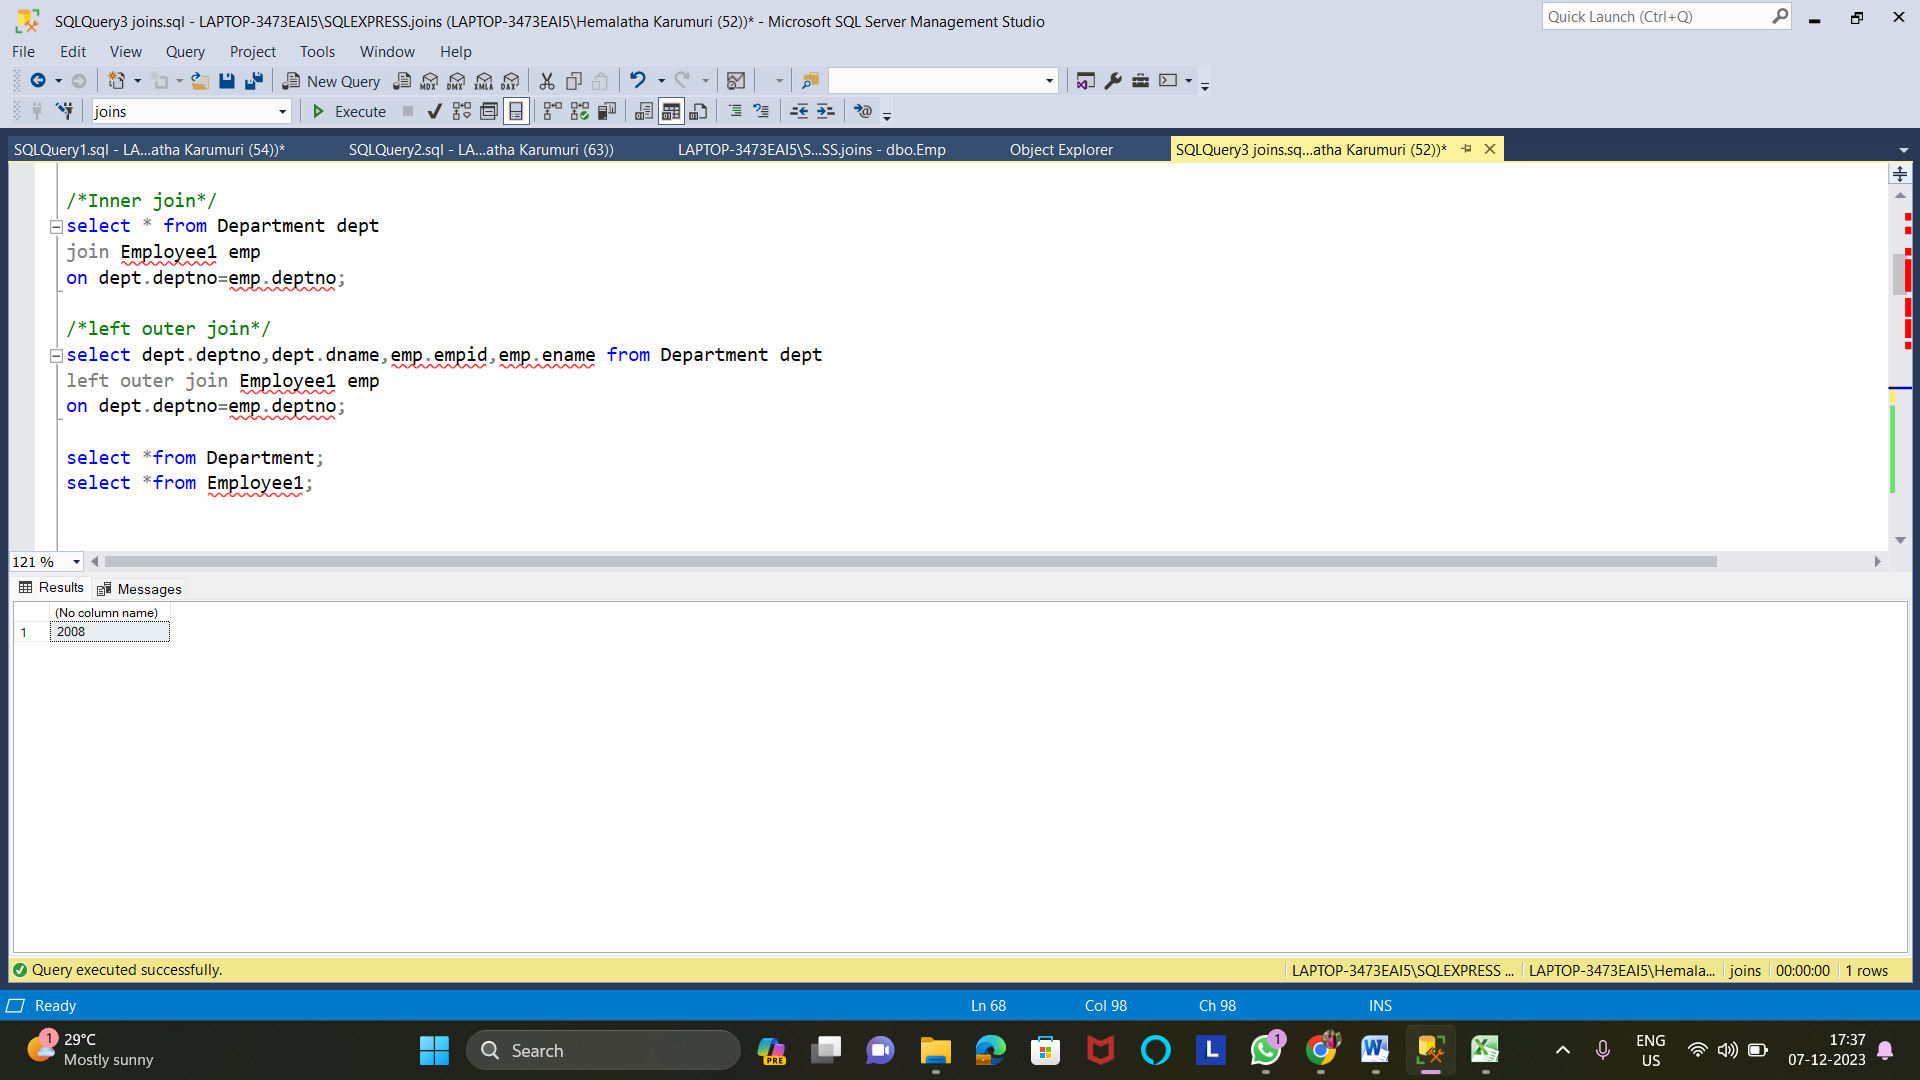 SQLQuery3 joins.sql - LAPTOP-3473EAI5\SQLEXPRESS.joins (LAPTOP-3473EAI5\Hemalatha Karumuri (52))* - Microsoft SQL Server Management Studio
Quick Launch (Ctrl+Q)
File Edit View Query Project Tools Window Help
New Query MDX DMX XMLA DAX
joins Execute
SQLQuery1.sql - LA...atha Karumuri (54))* SQLQuery2.sql - LA...atha Karumuri (63)) LAPTOP-3473EAI5\S...SS.joins - dbo.Emp Object Explorer SQLQuery3 joins.sq...atha Karumuri (52))*
/*Inner join*/
select * from Department dept
join Employee1 emp
on dept.deptno=emp.deptno;
/*left outer join*/
select dept.deptno,dept.dname,emp.empid,emp.ename from Department dept
left outer join Employee1 emp
on dept.deptno=emp.deptno;
select *from Department;
select *from Employee1;
121 %
Results Messages
(No column name)
1 2008
Query executed successfully. LAPTOP-3473EAI5\SQLEXPRESS ... LAPTOP-3473EAI5\Hemala... joins 00:00:00 1 rows
Ready Ln 68 Col 98 Ch 98 INS
1 29°C
Mostly sunny
Search
PRE
L
1
ENG
US
17:37
07-12-2023